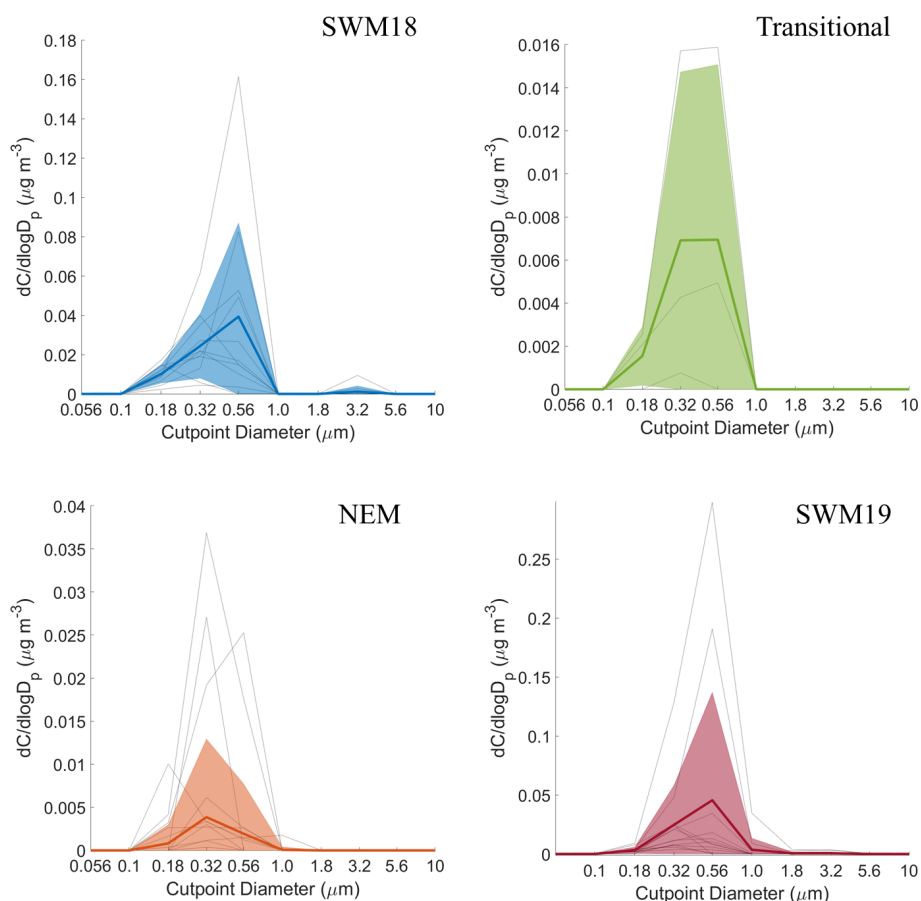 SWM18
0.18
0.16
0.14
0.12
0.1
0.08
0.06
0.04
0.02
0
dC/dlogD_p (μg m⁻³)
0.056 0.1 0.18 0.32 0.56 1.0 1.8 3.2 5.6 10
Cutpoint Diameter (μm)
Transitional
0.016
0.014
0.012
0.01
0.008
0.006
0.004
0.002
0
dC/dlogD_p (μg m⁻³)
0.056 0.1 0.18 0.32 0.56 1.0 1.8 3.2 5.6 10
Cutpoint Diameter (μm)
NEM
0.04
0.035
0.03
0.025
0.02
0.015
0.01
0.005
0
dC/dlogD_p (μg m⁻³)
0.056 0.1 0.18 0.32 0.56 1.0 1.8 3.2 5.6 10
Cutpoint Diameter (μm)
SWM19
0.25
0.2
0.15
0.1
0.05
0
dC/dlogD_p (μg m⁻³)
0.1 0.18 0.32 0.56 1.0 1.8 3.2 5.6 10
Cutpoint Diameter (μm)